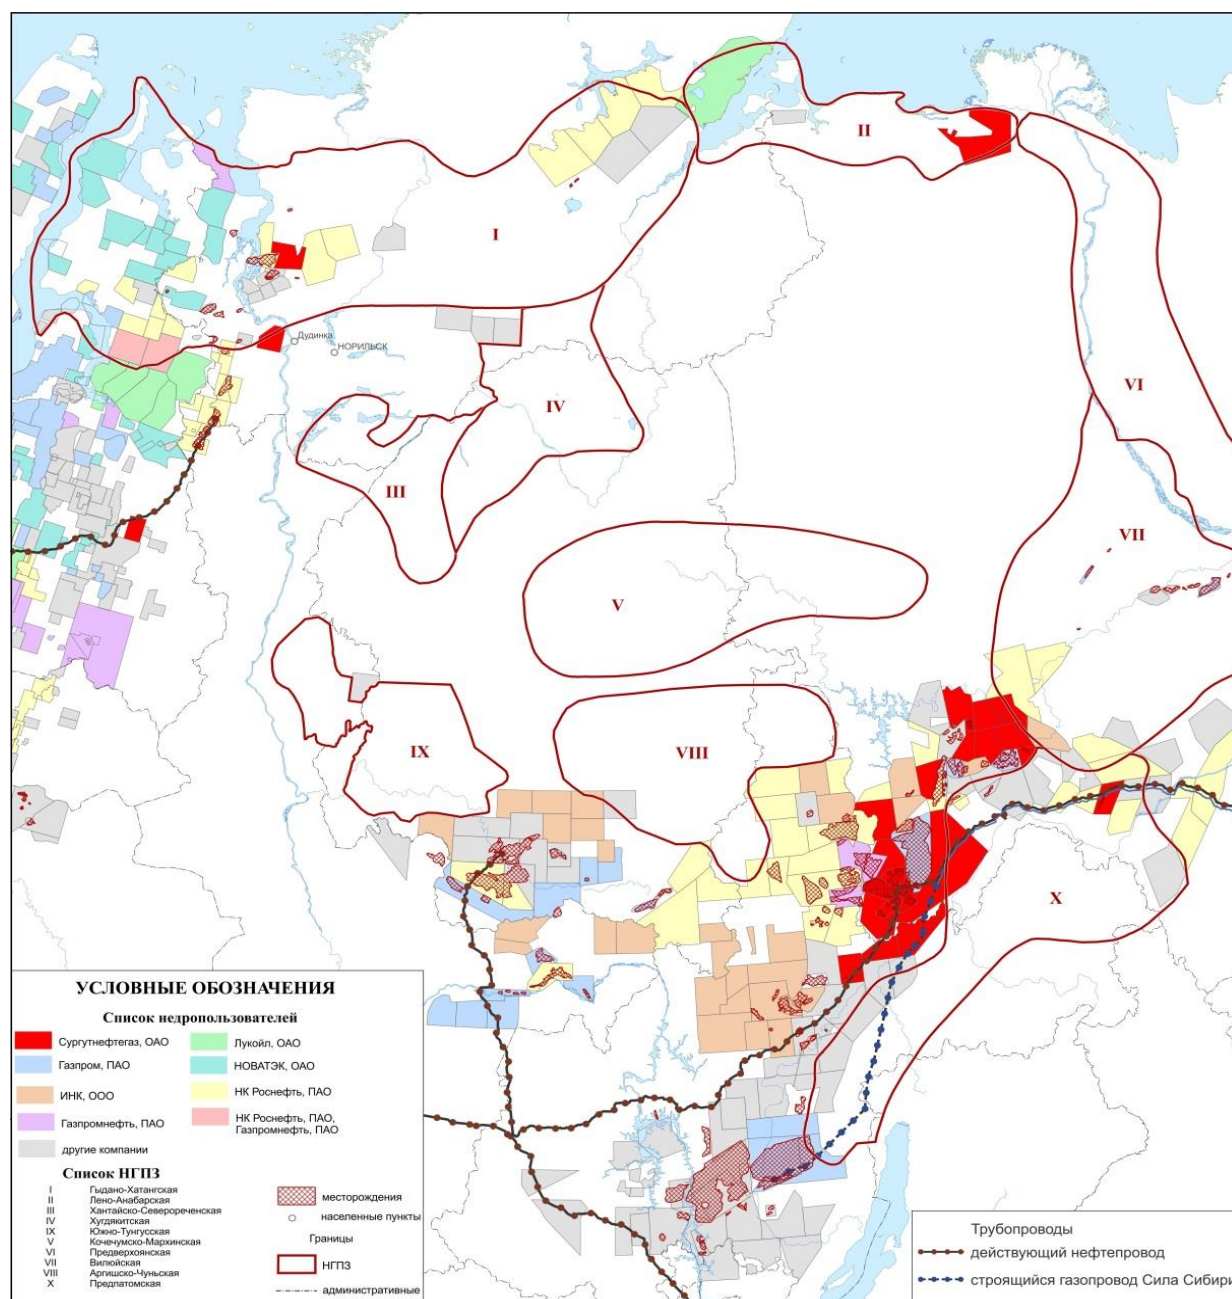 II
I
VI
Дудинка
НОРИЛЬСК
IV
III
VII
V
IX
VIII
X
УСЛОВНЫЕ ОБОЗНАЧЕНИЯ
Список недропользователей
Сургутнефтегаз, ОАО
Лукойл, ОАО
Газпром, ПАО
НОВАТЭК, ОАО
ИНК, ООО
НК Роснефть, ПАО
Газпромнефть, ПАО
НК Роснефть, ПАО,
Газпромнефть, ПАО
другие компании
Список НГПЗ
I Гыдано-Хатангская
II Лено-Анабарская
III Хантайско-Северореченская
IV Хугдякитская
IX Южно-Тунгусская
V Кочечумско-Мархинская
VI Предверхоянская
VII Вилюйская
VIII Аргишско-Чуньская
X Предпатомская
месторождения
населенные пункты
Границы
НГПЗ
административные
Трубопроводы
действующий нефтепровод
строящийся газопровод Сила Сибири